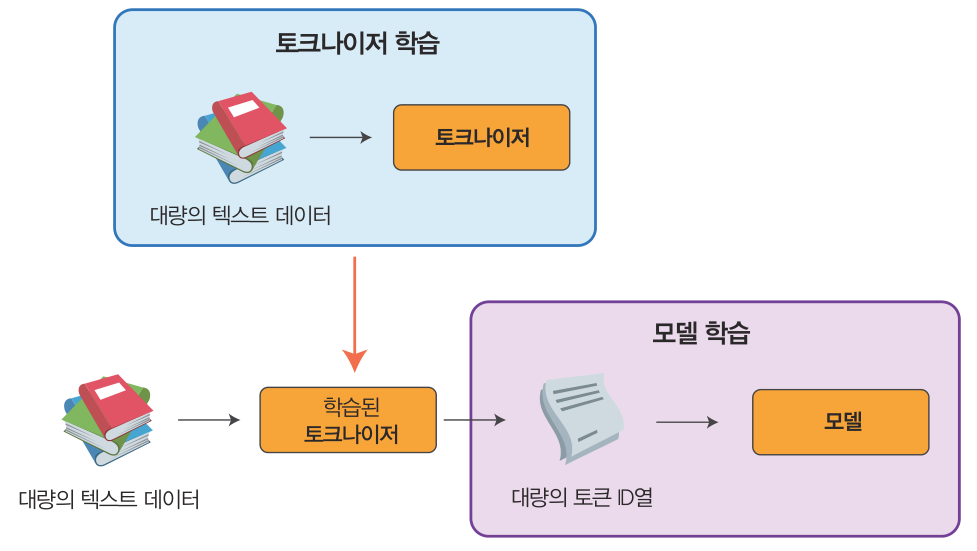 토크나이저 학습
토크나이저
대량의 텍스트 데이터
모델 학습
학습된
토크나이저
모델
대량의 텍스트 데이터
대량의 토큰 ID열